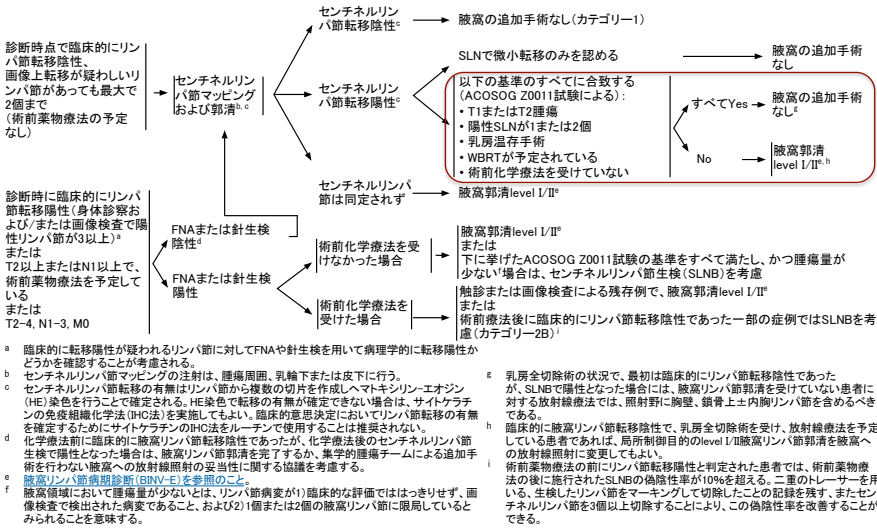 診断時点で臨床的にリン
パ節転移陰性、
画像上転移が疑わしいリ
ンパ節があっても最大で
2個まで
(術前薬物療法の予定
なし)
センチネルリン
パ節マッピング
および郭清b, c
センチネルリン
パ節転移陰性c
腋窩の追加手術なし(カテゴリー1)
センチネルリン
パ節転移陽性c
SLNで微小転移のみを認める
腋窩の追加手術
なし
以下の基準のすべてに合致する
(ACOSOG Z0011試験による):
• T1またはT2腫瘍
• 陽性SLNが1または2個
• 乳房温存手術
• WBRTが予定されている
• 術前化学療法を受けていない
すべてYes
腋窩の追加手術
なしg
No
腋窩郭清
level I/IIe, h
センチネルリンパ
節は同定されず
腋窩郭清level I/IIe
診断時に臨床的にリンパ
節転移陽性(身体診察お
よび/または画像検査で陽
性リンパ節が3以上)a
または
T2以上またはN1以上で、
術前薬物療法を予定して
いる
または
T2-4, N1-3, M0
FNAまたは針生検
陰性d
FNAまたは針生検
陽性
術前化学療法を受
けなかった場合
腋窩郭清level I/IIe
または
下に挙げたACOSOG Z0011試験の基準をすべて満たし、かつ腫瘍量が
少ないf場合は、センチネルリンパ節生検(SLNB)を考慮
術前化学療法を
受けた場合
触診または画像検査による残存例で、腋窩郭清level I/IIe
または
術前療法後に臨床的にリンパ節転移陰性であった一部の症例ではSLNBを考
慮(カテゴリー2B)i
a 臨床的に転移陽性が疑われるリンパ節に対してFNAや針生検を用いて病理学的に転移陽性か
どうかを確認することが考慮される。
b センチネルリンパ節マッピングの注射は、腫瘍周囲、乳輪下または皮下に行う。
c センチネルリンパ節転移の有無はリンパ節から複数の切片を作成しヘマトキシリン-エオジン
(HE)染色を行うことで確定される。HE染色で転移の有無が確定できない場合は、サイトケラチ
ンの免疫組織化学法(IHC法)を実施してもよい。臨床的意思決定においてリンパ節転移の有無
を確定するためにサイトケラチンのIHC法をルーチンで使用することは推奨されない。
d 化学療法前に臨床的に腋窩リンパ節転移陰性であったが、化学療法後のセンチネルリンパ節生
検で陽性となった場合は、腋窩リンパ節郭清を完了するか、集学的腫瘍チームによる追加手
術を行わない腋窩への放射線照射の妥当性に関する協議を考慮する。
e 腋窩リンパ節病期診断(BINV-E)を参照のこと。
f 腋窩領域において腫瘍量が少ないとは、リンパ節病変が1)臨床的な評価でははっきりせず、画
像検査で検出された病変であること、および2)1個または2個の腋窩リンパ節に限局していると
みられることを意味する。
g 乳房全切除術の状況で、最初は臨床的にリンパ節転移陰性であった
が、SLNBで陽性となった場合には、腋窩リンパ節郭清を受けていない患者に
対する放射線療法では、照射野に胸壁、鎖骨上±内胸リンパ節を含めるべき
である。
h 臨床的に腋窩リンパ節転移陰性で、乳房全切除術を受け、放射線療法を予定
している患者であれば、局所制御目的のlevel I/II腋窩リンパ節郭清を腋窩へ
の放射線照射に変更してもよい。
i 術前薬物療法の前にリンパ節転移陽性と判定された患者では、術前薬物療
法の後に施行されたSLNBの偽陰性率が10%を超える。二重のトレーサーを用
いる、生検したリンパ節をマーキングして切除したことの記録を残す、またセン
チネルリンパ節を3個以上切除することにより、この偽陰性率を改善することが
できる。